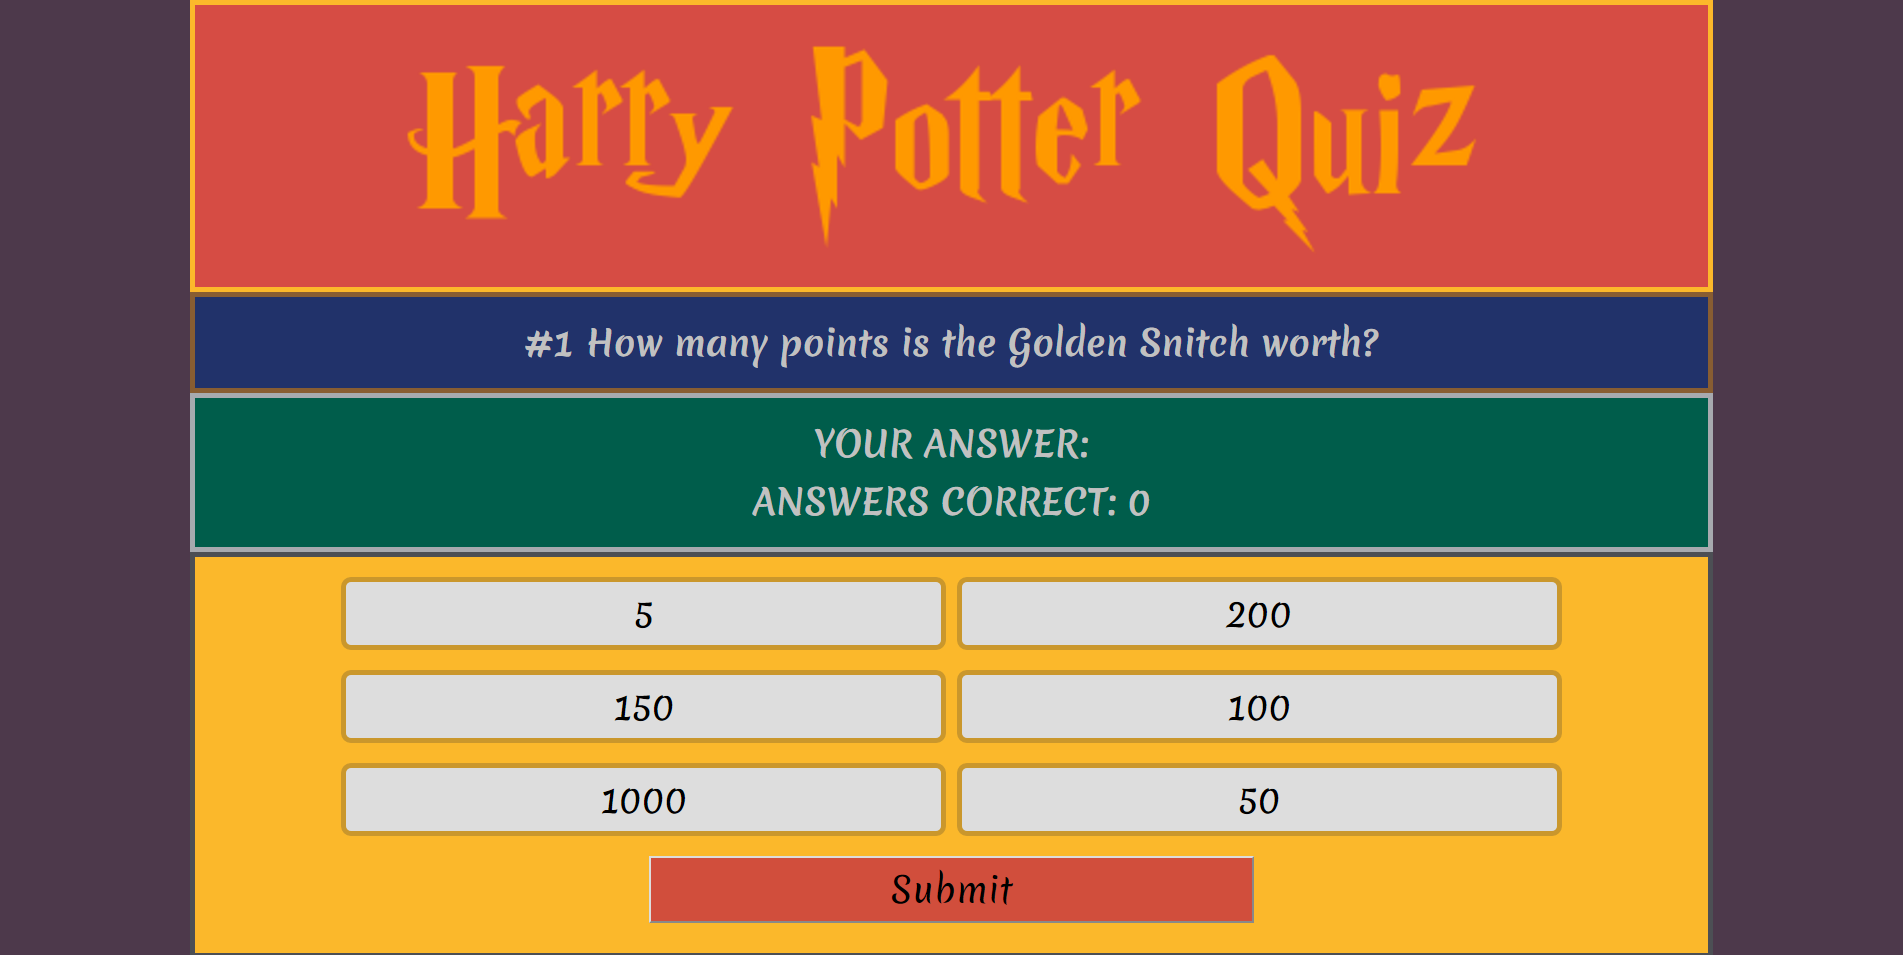 Harry Potter Quiz
#1 How many points is the Golden Snitch worth?
YOUR ANSWER:
ANSWERS CORRECT: 0
5
200
150
100
1000
50
Submit